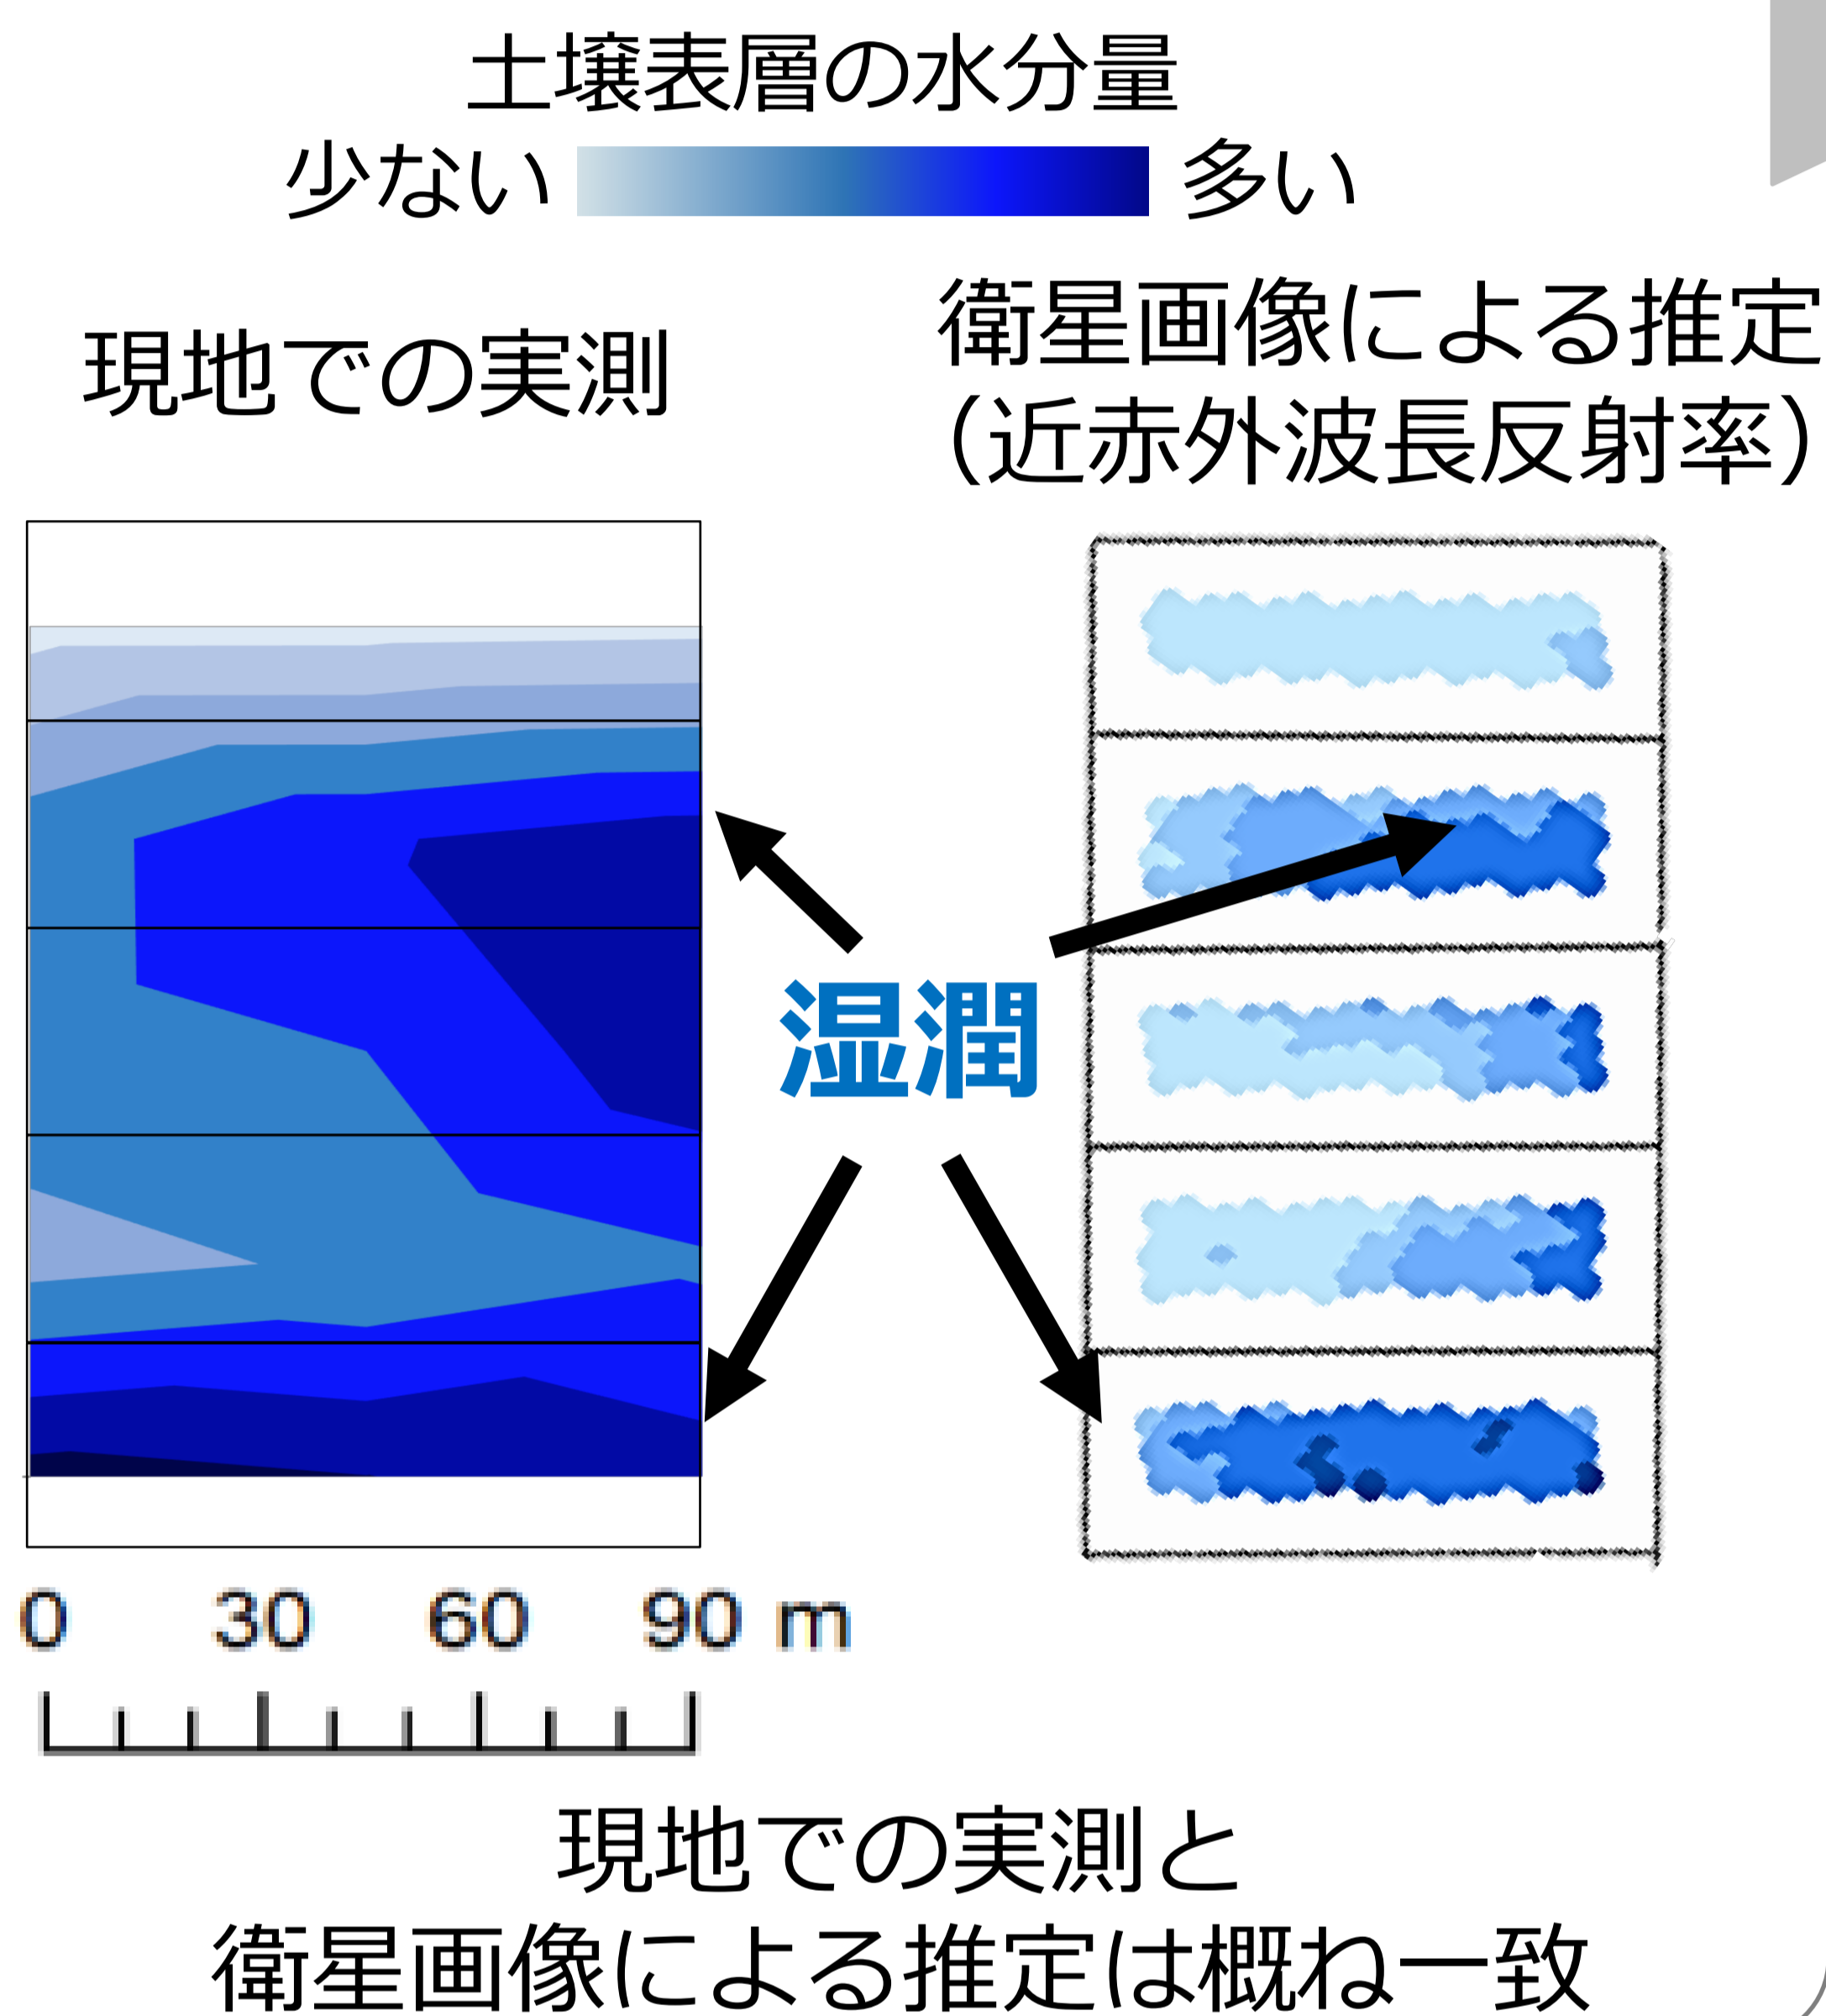 土壌表層の水分量
少ない 多い
現地での実測
衛星画像による推定
（近赤外波長反射率）
湿潤
0 30 60 90 m
現地での実測と
衛星画像による推定は概ね一致